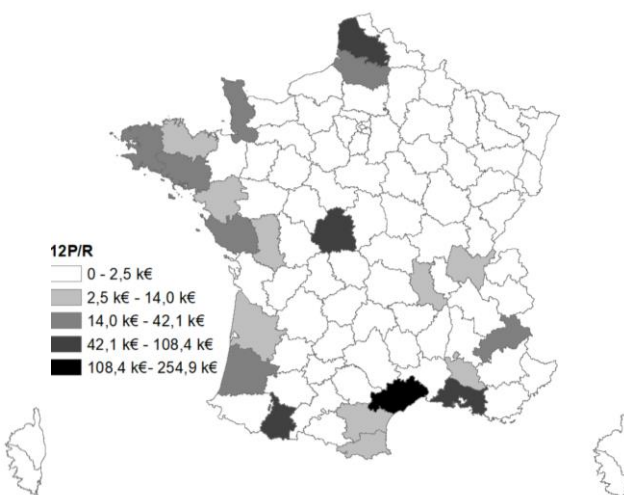 12P/R
0 - 2,5 k€
2,5 k€ - 14,0 k€
14,0 k€ - 42,1 k€
42,1 k€ - 108,4 k€
108,4 k€- 254,9 k€